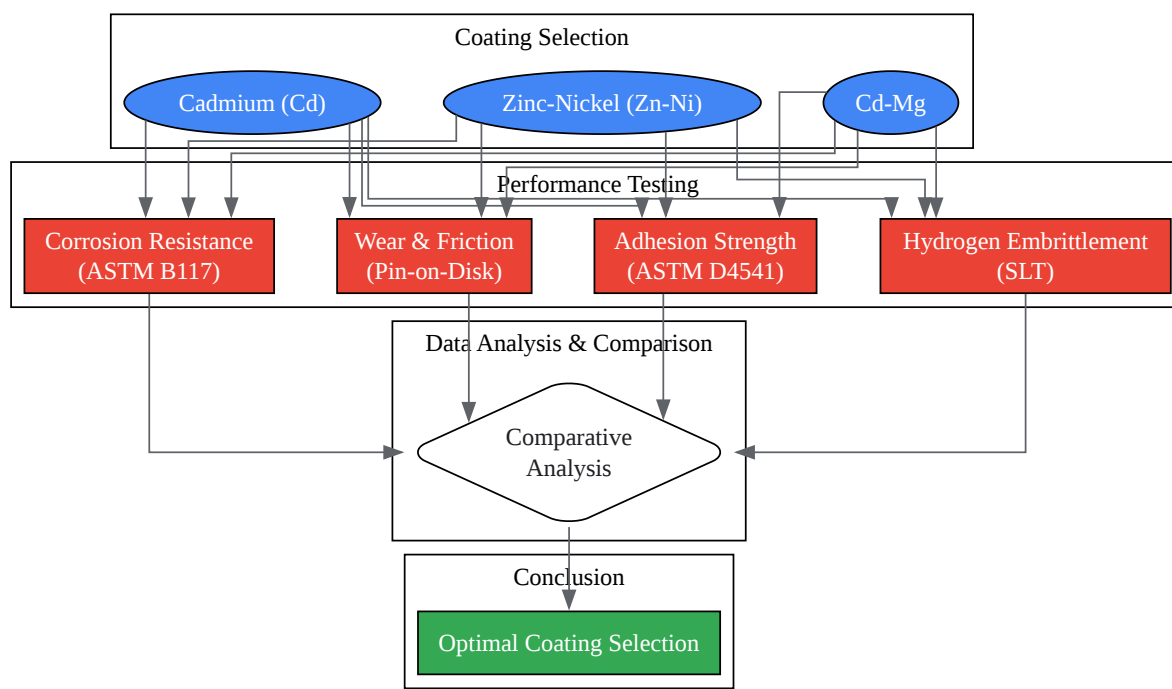 Coating Selection
Cadmium (Cd)
Zinc-Nickel (Zn-Ni)
Cd-Mg
Performance Testing
Corrosion Resistance
(ASTM B117)
Wear & Friction
(Pin-on-Disk)
Adhesion Strength
(ASTM D4541)
Hydrogen Embrittlement
(SLT)
Data Analysis & Comparison
Comparative
Analysis
Conclusion
Optimal Coating Selection